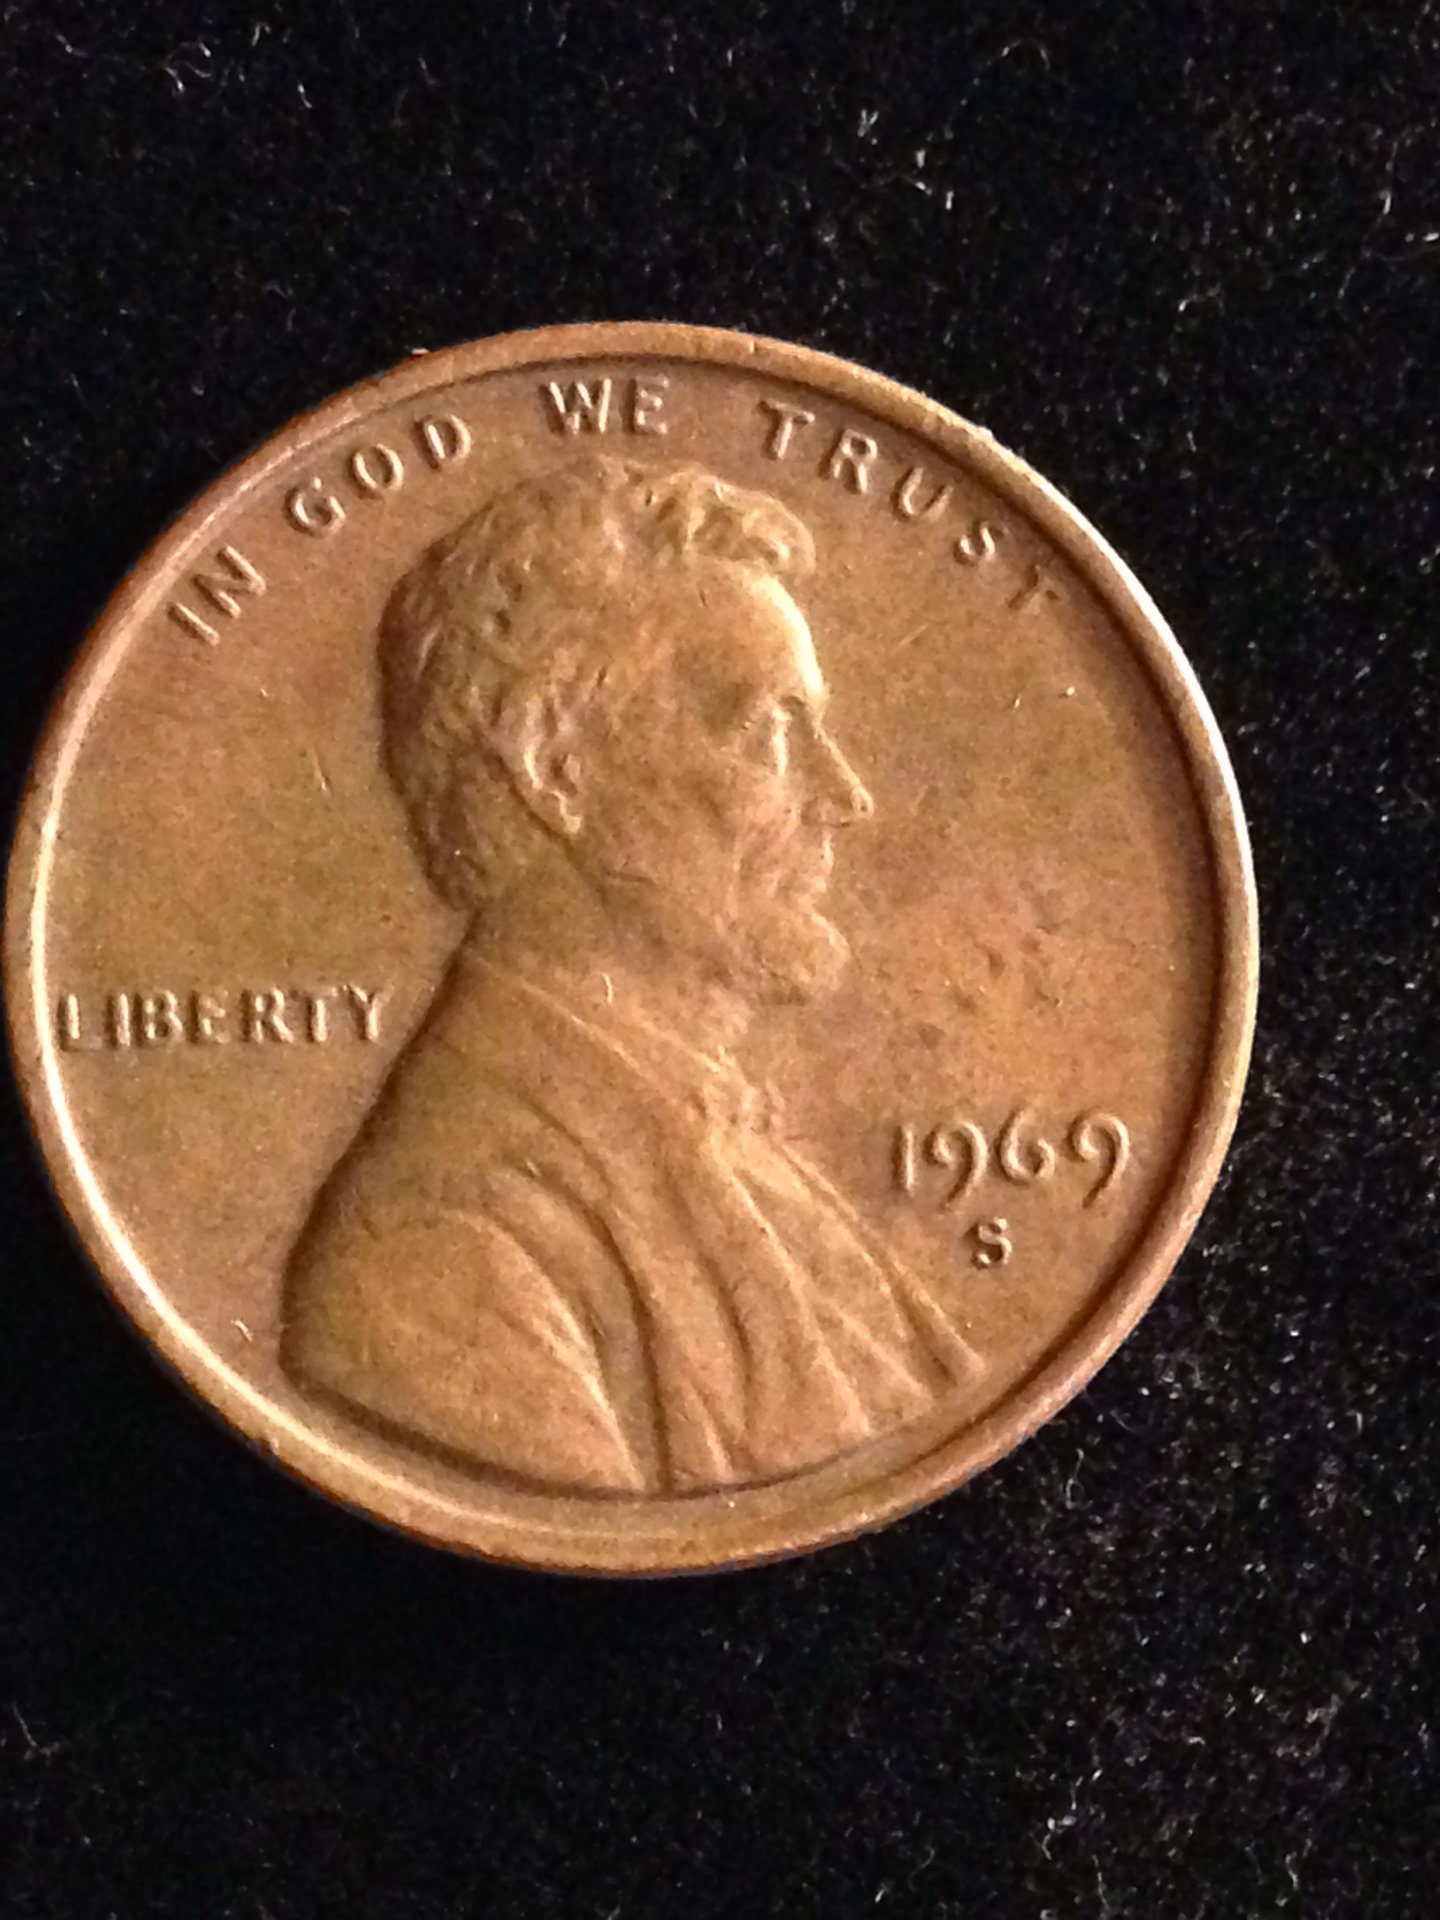 IN GOD WE TRUST
LIBERTY
1969
S